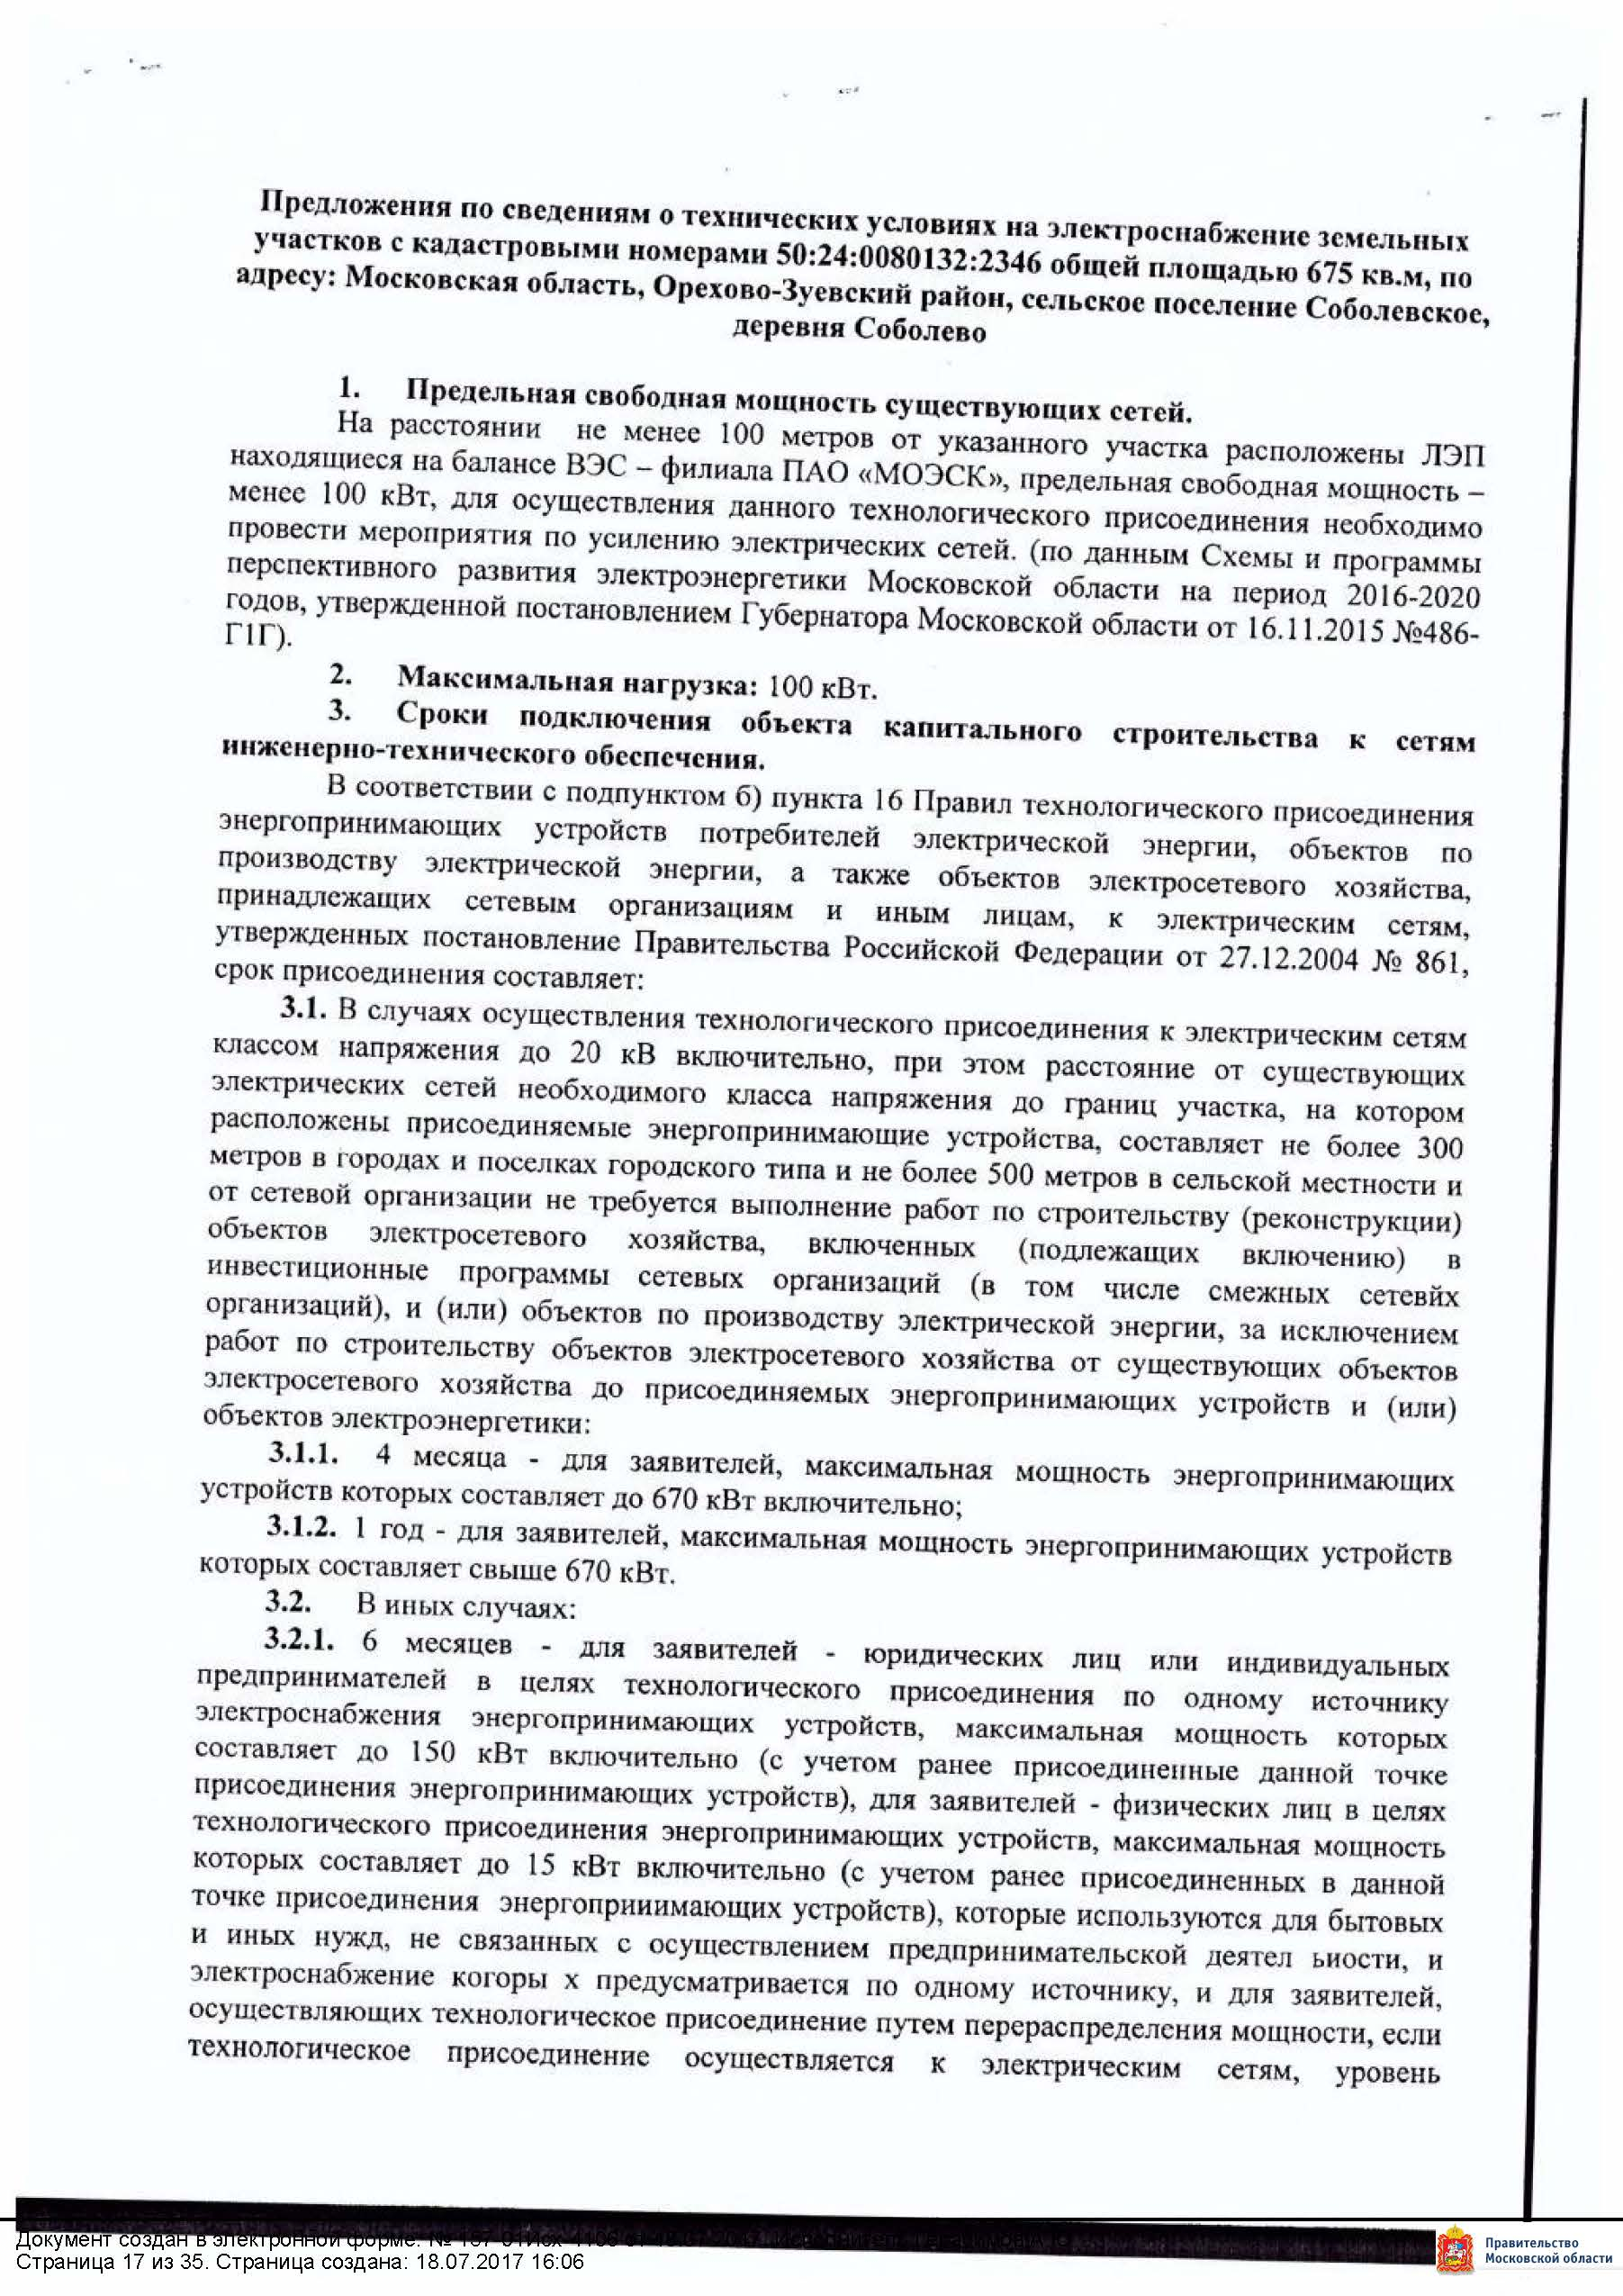 Предложения по сведениям о технических условиях на электроснабжение земельных
участков с кадастровыми номерами 50:24:0080132:2346 общей площадью 675 кв.м, по
адресу: Московская область, Орехово-Зуевский район, сельское поселение Соболевское,
деревня Соболево
1. Предельная свободная мощность существующих сетей.
На расстоянии не менее 100 метров от указанного участка расположены ЛЭП
находящиеся на балансе ВЭС – филиала ПАО «МОЭСК», предельная свободная мощность –
менее 100 кВт, для осуществления данного технологического присоединения необходимо
провести мероприятия по усилению электрических сетей. (по данным Схемы и программы
перспективного развития электроэнергетики Московской области на период 2016-2020
годов, утвержденной постановлением Губернатора Московской области от 16.11.2015 №486-
Г1Г).
2. Максимальная нагрузка: 100 кВт.
3. Сроки подключения объекта капитального строительства к сетям
инженерно-технического обеспечения.
В соответствии с подпунктом б) пункта 16 Правил технологического присоединения
энергопринимающих устройств потребителей электрической энергии, объектов по
производству электрической энергии, а также объектов электросетевого хозяйства,
принадлежащих сетевым организациям и иным лицам, к электрическим сетям,
утвержденных постановление Правительства Российской Федерации от 27.12.2004 № 861,
срок присоединения составляет:
3.1. В случаях осуществления технологического присоединения к электрическим сетям
классом напряжения до 20 кВ включительно, при этом расстояние от существующих
электрических сетей необходимого класса напряжения до границ участка, на котором
расположены присоединяемые энергопринимающие устройства, составляет не более 300
метров в городах и поселках городского типа и не более 500 метров в сельской местности и
от сетевой организации не требуется выполнение работ по строительству (реконструкции)
объектов электросетевого хозяйства, включенных (подлежащих включению) в
инвестиционные программы сетевых организаций (в том числе смежных сетевйх
организаций), и (или) объектов по производству электрической энергии, за исключением
работ по строительству объектов электросетевого хозяйства от существующих объектов
электросетевого хозяйства до присоединяемых энергопринимающих устройств и (или)
объектов электроэнергетики:
3.1.1. 4 месяца - для заявителей, максимальная мощность энергопринимающих
устройств которых составляет до 670 кВт включительно;
3.1.2. 1 год - для заявителей, максимальная мощность энергопринимающих устройств
которых составляет свыше 670 кВт.
3.2. В иных случаях:
3.2.1. 6 месяцев - для заявителей - юридических лиц или индивидуальных
предпринимателей в целях технологического присоединения по одному источнику
электроснабжения энергопринимающих устройств, максимальная мощность которых
составляет до 150 кВт включительно (с учетом ранее присоединенные данной точке
присоединения энергопринимающих устройств), для заявителей - физических лиц в целях
технологического присоединения энергопринимающих устройств, максимальная мощность
которых составляет до 15 кВт включительно (с учетом ранее присоединенных в данной
точке присоединения энергоприиимающих устройств), которые используются для бытовых
и иных нужд, не связанных с осуществлением предпринимательской деятел ьиости, и
электроснабжение когоры х предусматривается по одному источнику, и для заявителей,
осуществляющих технологическое присоединение путем перераспределения мощности, если
технологическое присоединение осуществляется к электрическим сетям, уровень
Документ создан в электронной форме. №
Страница 17 из 35. Страница создана: 18.07.2017 16:06
Правительство
Московской области